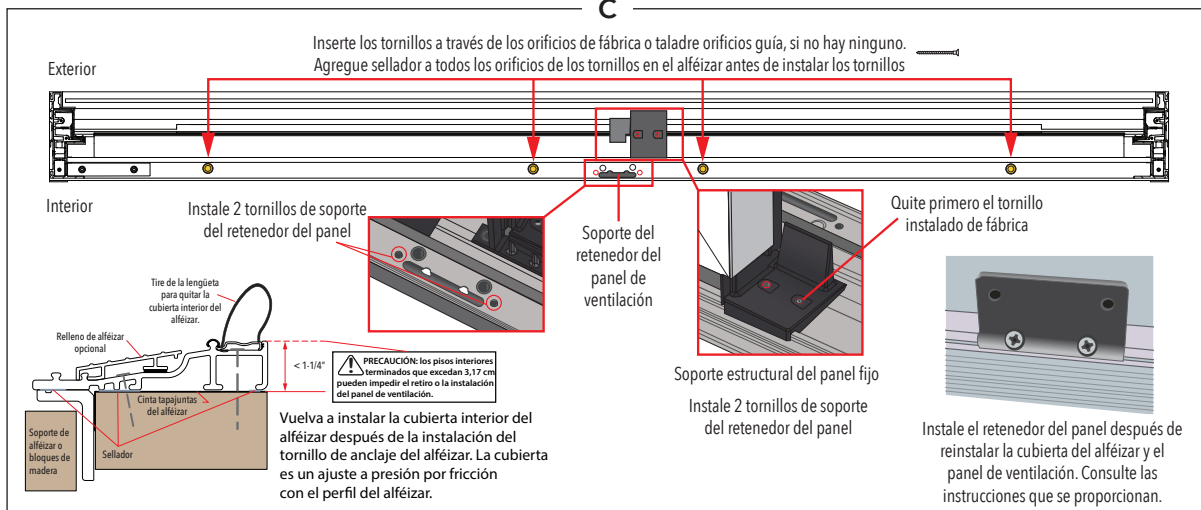 C
Inserte los tornillos a través de los orificios de fábrica o taladre orificios guía, si no hay ninguno.
Agregue sellador a todos los orificios de los tornillos en el alféizar antes de instalar los tornillos
Exterior
Interior
Instale 2 tornillos de soporte
del retenedor del panel
Soporte del
retenedor del
panel de
ventilación
Quite primero el tornillo
instalado de fábrica
Tire de la lengüeta
para quitar la
cubierta interior del
alféizar.
Relleno de alféizar
opcional
< 1-1/4"
PRECAUCIÓN: los pisos interiores
terminados que excedan 3,17 cm
pueden impedir el retiro o la instalación
del panel de ventilación.
Cinta tapajuntas
del alféizar
Soporte de
alféizar o
bloques de
madera
Sellador
Vuelva a instalar la cubierta interior del
alféizar después de la instalación del
tornillo de anclaje del alféizar. La cubierta
es un ajuste a presión por fricción
con el perfil del alféizar.
Soporte estructural del panel fijo
Instale 2 tornillos de soporte
del retenedor del panel
Instale el retenedor del panel después de
reinstalar la cubierta del alféizar y el
panel de ventilación. Consulte las
instrucciones que se proporcionan.